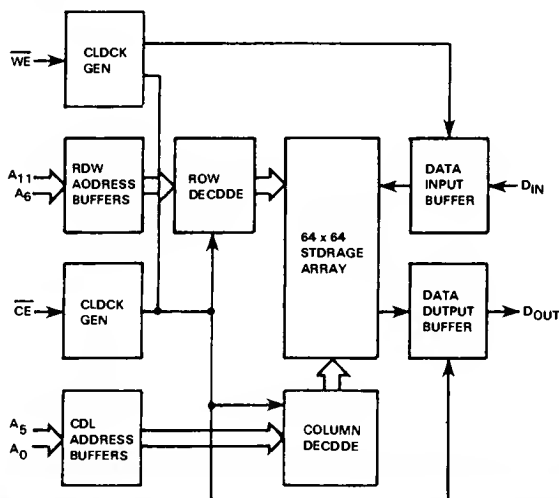 WE
CLDCK
GEN
A11
A6
RDW
AODRESS
BUFFERS
ROW
DECDDE
64 x 64
STDRAGE
ARRAY
DATA
INPUT
BUFFER
DIN
CE
CLDCK
GEN
DATA
DUTPUT
BUFFER
DOUT
A5
A0
CDL
ADDRESS
BUFFERS
COLUMN
DECDDE